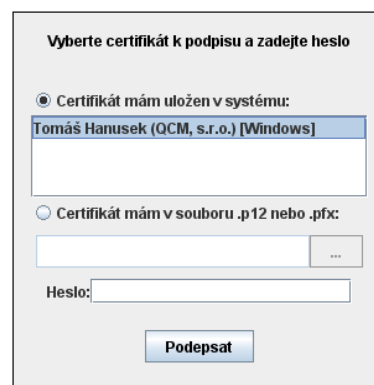 Vyberte certifikát k podpisu a zadejte heslo
Certifikát mám uložen v systému:
Tomáš Hanusek (QCM, s.r.o.) [Windows]
Certifikát mám v souboru .p12 nebo .pfx:
...
Heslo:
Podepsat